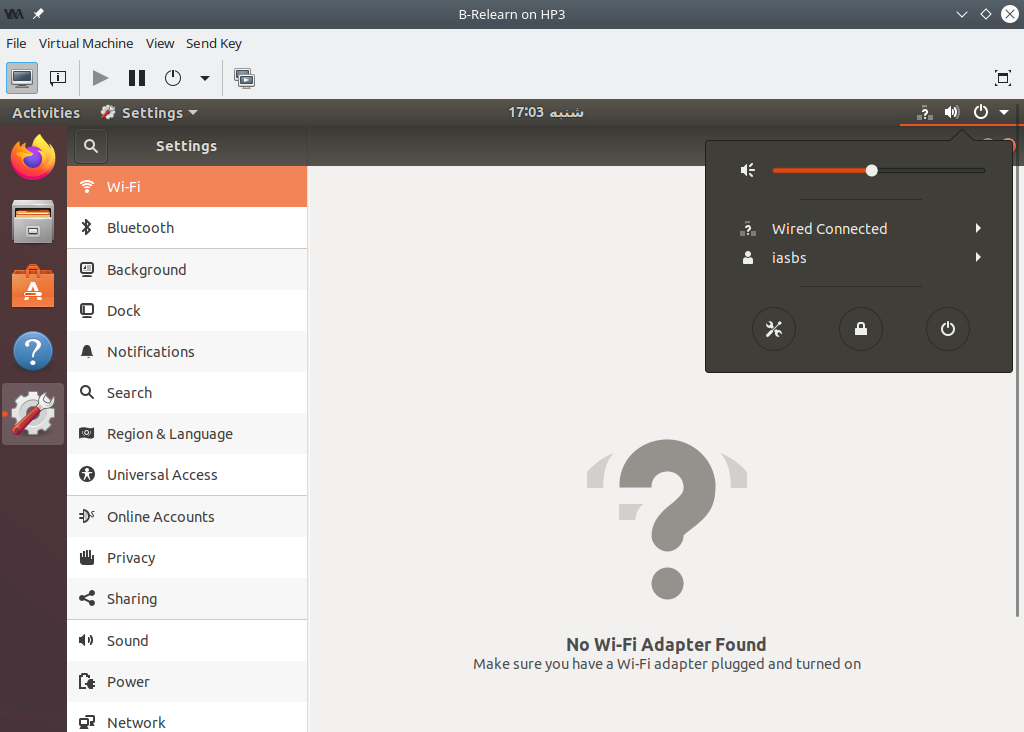 B-Relearn on HP3
File Virtual Machine View Send Key
Activities Settings شنبه 17:03
Settings
Wi-Fi
Bluetooth
Background
Dock
Notifications
Search
Region & Language
Universal Access
Online Accounts
Privacy
Sharing
Sound
Power
Network
Wired Connected
iasbs
No Wi-Fi Adapter Found
Make sure you have a Wi-Fi adapter plugged and turned on